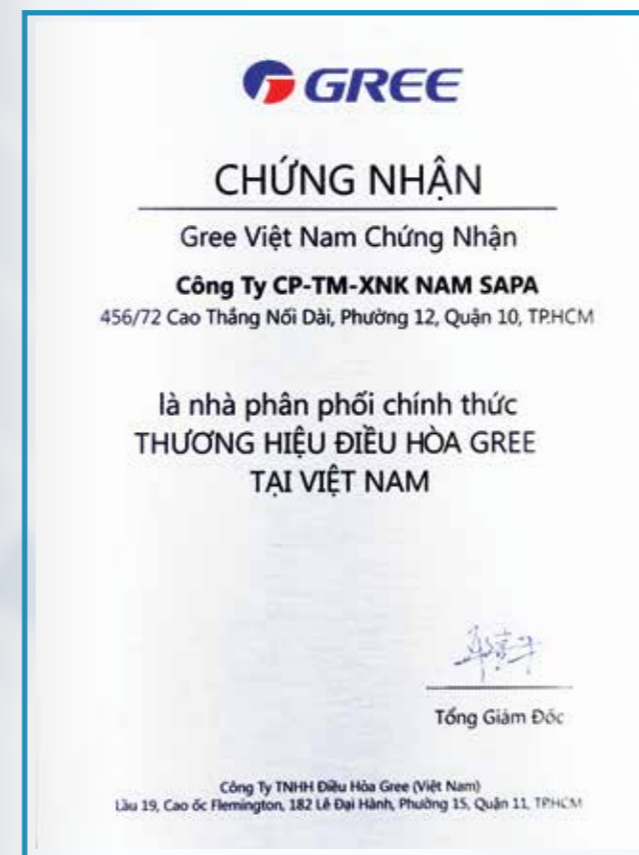 GREE
CHỨNG NHẬN
Gree Việt Nam Chứng Nhận
Công Ty CP-TM-XNK NAM SAPA
456/72 Cao Thắng Nối Dài, Phường 12, Quận 10, TP.HCM
là nhà phân phối chính thức
THƯƠNG HIỆU ĐIỀU HÒA GREE
TẠI VIỆT NAM
Tổng Giám Đốc
Công Ty TNHH Điều Hòa Gree (Việt Nam)
Lầu 19, Cao ốc Flemington, 182 Lê Đại Hành, Phường 15, Quận 11, TPHCM